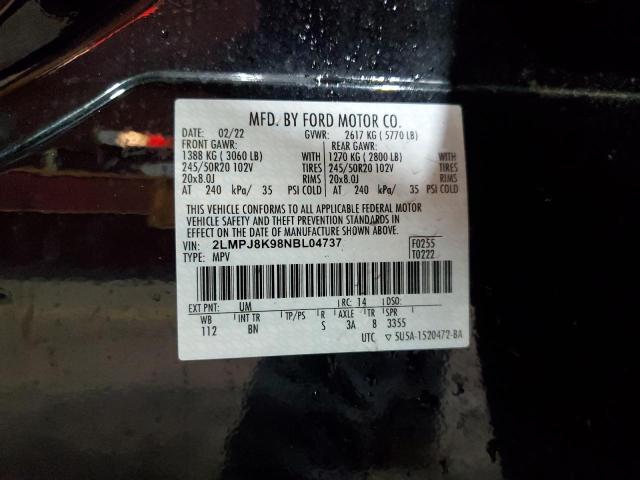 MFD. BY FORD MOTOR CO.
DATE: 02/22 GVWR: 2617 KG ( 5770 LB)
FRONT GAWR: REAR GAWR:
1388 KG ( 3060 LB) WITH 1270 KG ( 2800 LB) WITH
245/50R20 102V TIRES 245/50R20 102V TIRES
20x8.0J RIMS 20x8.0J RIMS
AT 240 kPa/ 35 PSI COLD AT 240 kPa/ 35 PSI COLD
THIS VEHICLE CONFORMS TO ALL APPLICABLE FEDERAL MOTOR
VEHICLE SAFETY AND THEFT PREVENTION STANDARDS IN
EFFECT ON THE DATE OF MANUFACTURE SHOWN ABOVE.
VIN: 2LMPJ8K98NBL04737 F0255
TYPE: MPV T0222
EXT PNT: UM RC: 14 DSO:
WB INT TR TP/PS R AXLE TR SPR
112 BN S 3A 8 3355
UTC ▽ 5U5A-1520472-BA